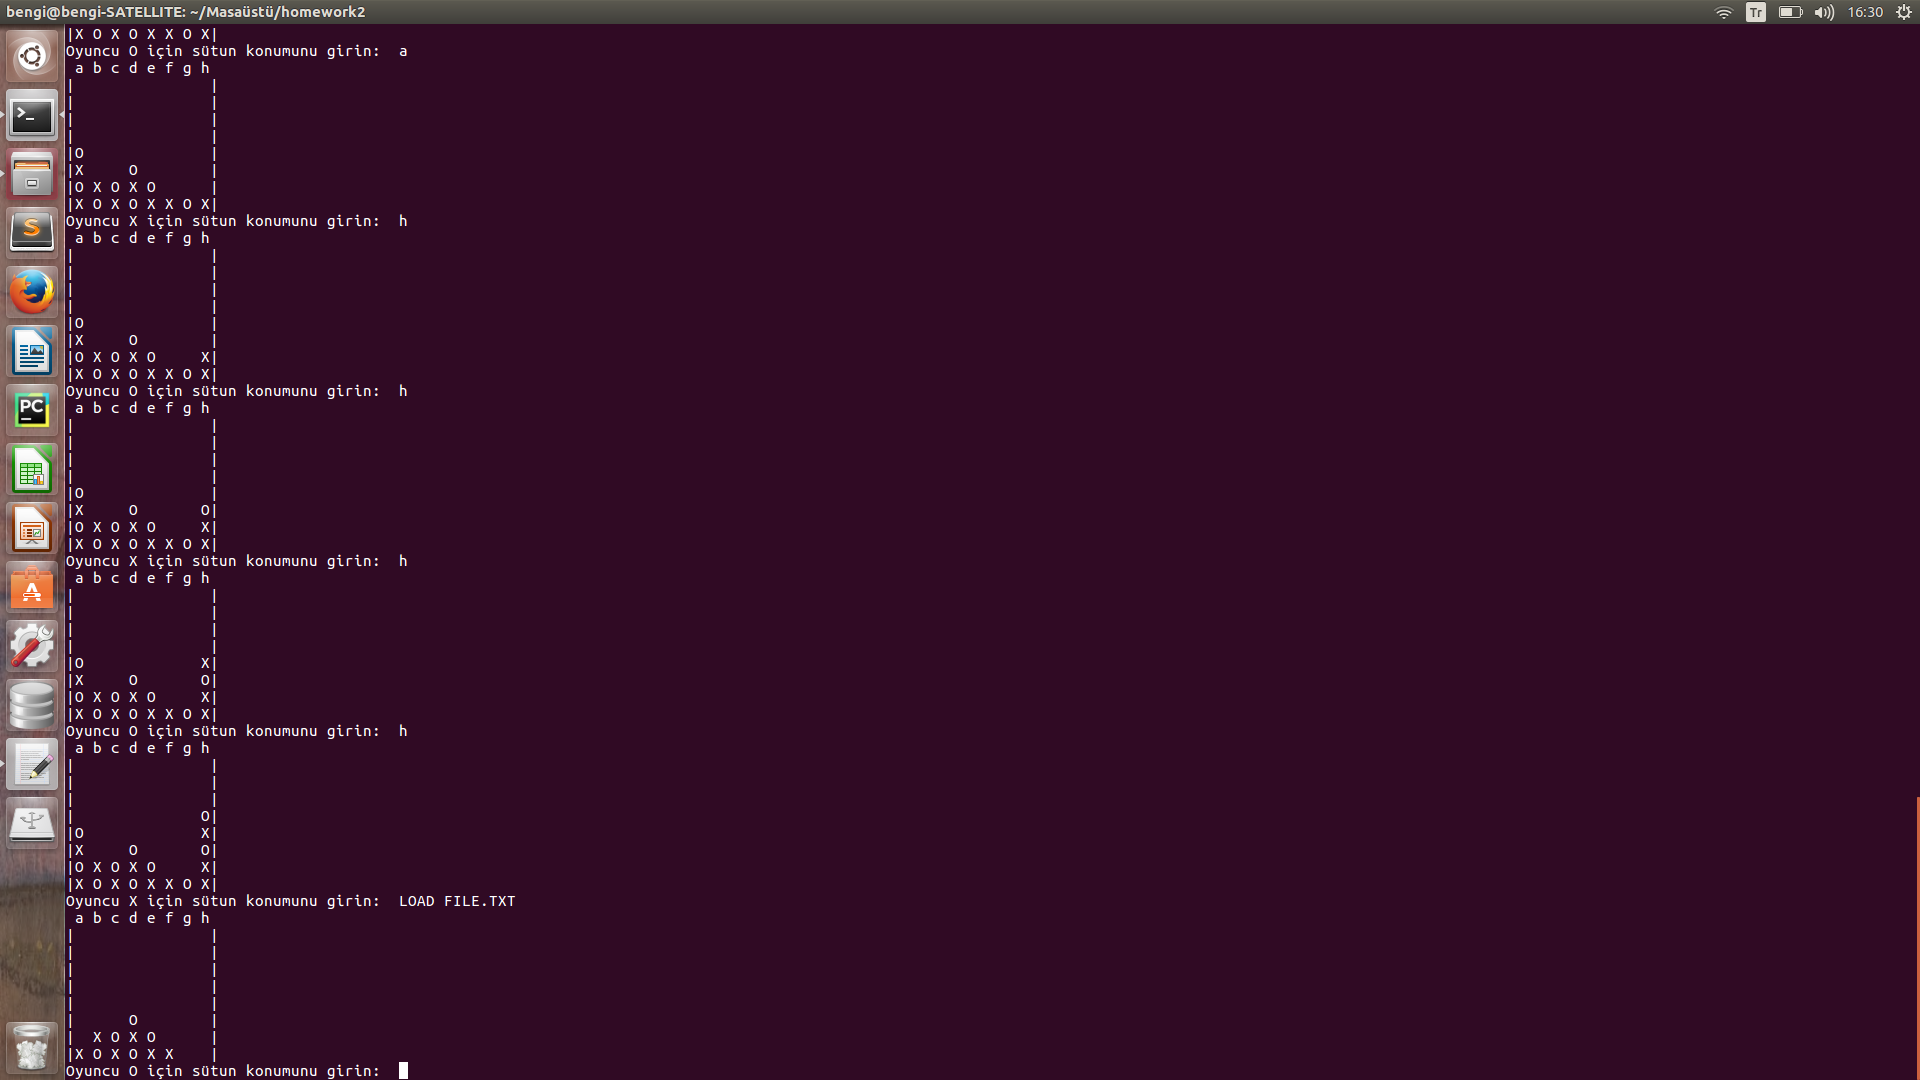 bengi@bengi-SATELLITE: ~/Masaüstü/homework2 Tr 16:30
|X O X O X X O X|
Oyuncu O için sütun konumunu girin:  a
 a b c d e f g h
|               |
|               |
|               |
|               |
|O              |
|X     O        |
|O X O X O      |
|X O X O X X O X|
Oyuncu X için sütun konumunu girin:  h
 a b c d e f g h
|               |
|               |
|               |
|               |
|O              |
|X     O        |
|O X O X O     X|
|X O X O X X O X|
Oyuncu O için sütun konumunu girin:  h
 a b c d e f g h
|               |
|               |
|               |
|               |
|O              |
|X     O       O|
|O X O X O     X|
|X O X O X X O X|
Oyuncu X için sütun konumunu girin:  h
 a b c d e f g h
|               |
|               |
|               |
|               |
|O             X|
|X     O       O|
|O X O X O     X|
|X O X O X X O X|
Oyuncu O için sütun konumunu girin:  h
 a b c d e f g h
|               |
|               |
|               |
|              O|
|O             X|
|X     O       O|
|O X O X O     X|
|X O X O X X O X|
Oyuncu X için sütun konumunu girin:  LOAD FILE.TXT
 a b c d e f g h
|               |
|               |
|               |
|               |
|               |
|      O        |
|  X O X O      |
|X O X O X X    |
Oyuncu O için sütun konumunu girin:
>_
S
PC
A